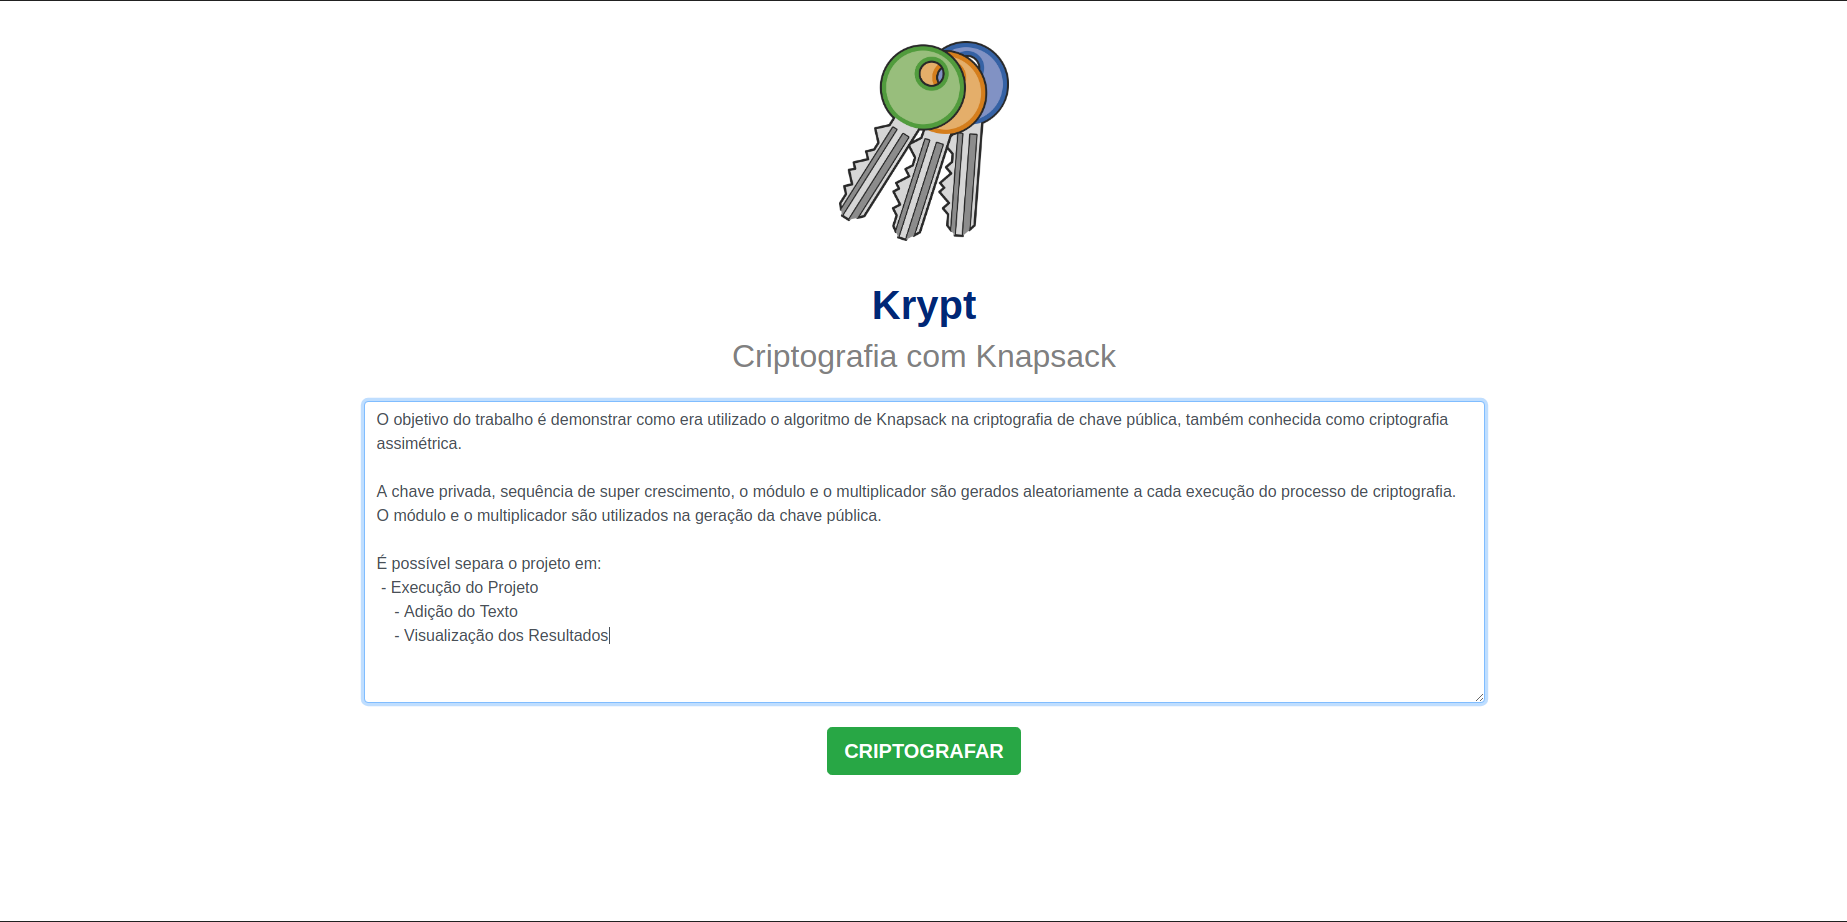 Krypt
Criptografia com Knapsack
O objetivo do trabalho é demonstrar como era utilizado o algoritmo de Knapsack na criptografia de chave pública, também conhecida como criptografia
assimétrica.
A chave privada, sequência de super crescimento, o módulo e o multiplicador são gerados aleatoriamente a cada execução do processo de criptografia.
O módulo e o multiplicador são utilizados na geração da chave pública.
É possível separa o projeto em:
- Execução do Projeto
- Adição do Texto
- Visualização dos Resultados
CRIPTOGRAFAR